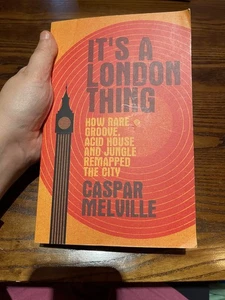 IT'S A
LONDON
THING
HOW RARE
GROOVE,
ACID HOUSE
AND JUNGLE
REMAPPED
THE CITY
CASPAR
MELVILLE